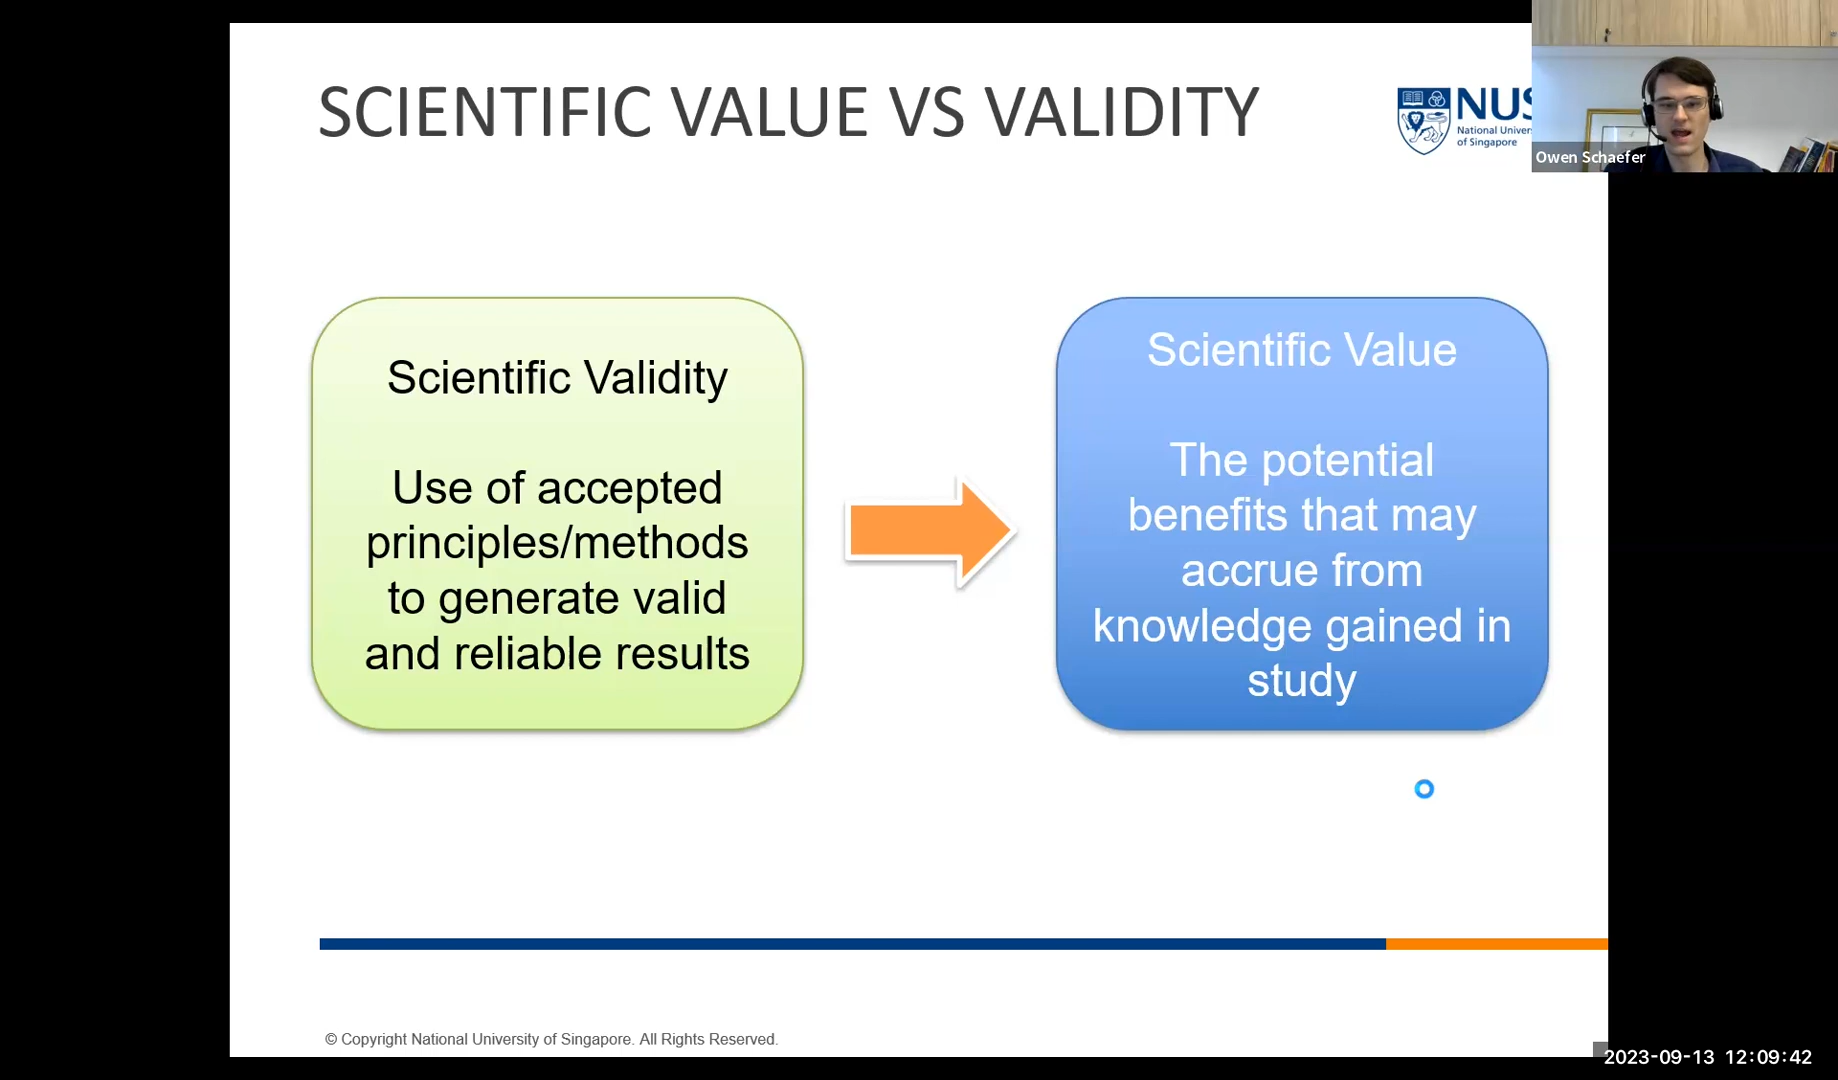 SCIENTIFIC VALUE VS VALIDITY
NUS
National Univer
of Singapore
Owen Schaefer
Scientific Validity
Use of accepted
principles/methods
to generate valid
and reliable results
Scientific Value
The potential
benefits that may
accrue from
knowledge gained in
study
© Copyright National University of Singapore. All Rights Reserved.
2023-09-13 12:09:42